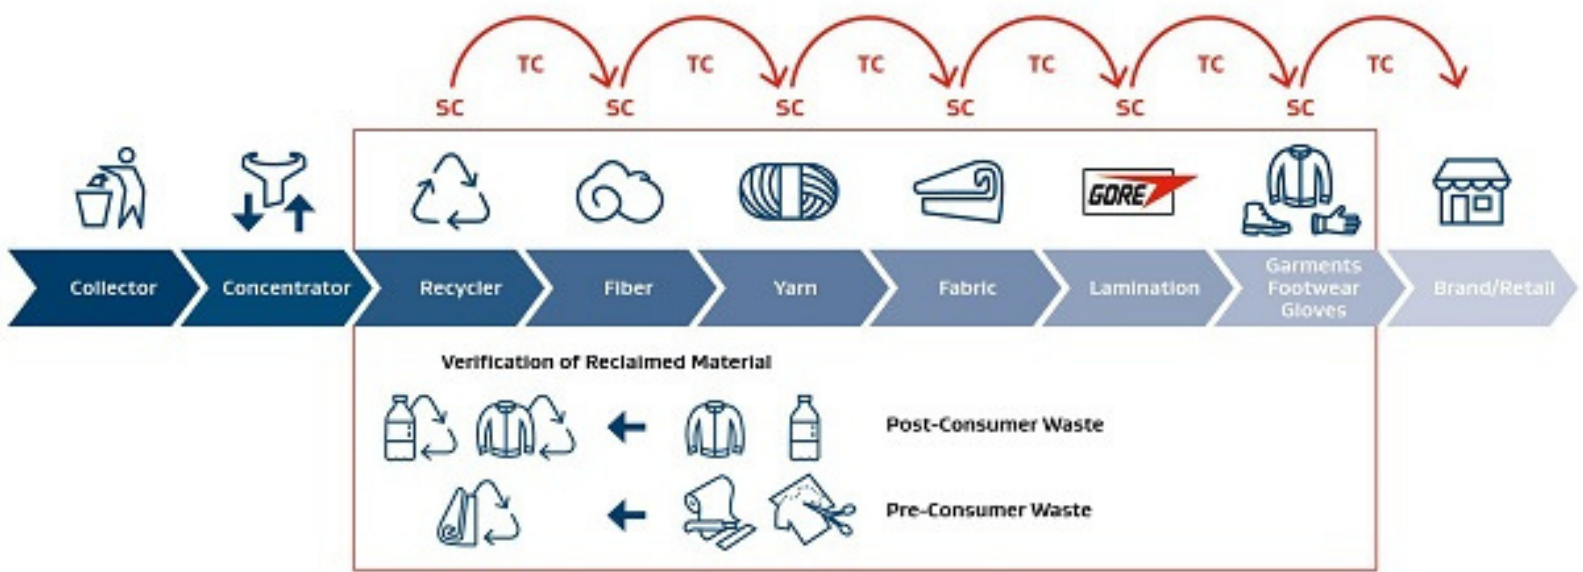 TC TC TC TC TC TC
SC SC SC SC SC SC
GORE
Collector Concentrator Recycler Fiber Yarn Fabric Lamination Garments Footwear Gloves Brand/Retail
Verification of Reclaimed Material
Post-Consumer Waste
Pre-Consumer Waste